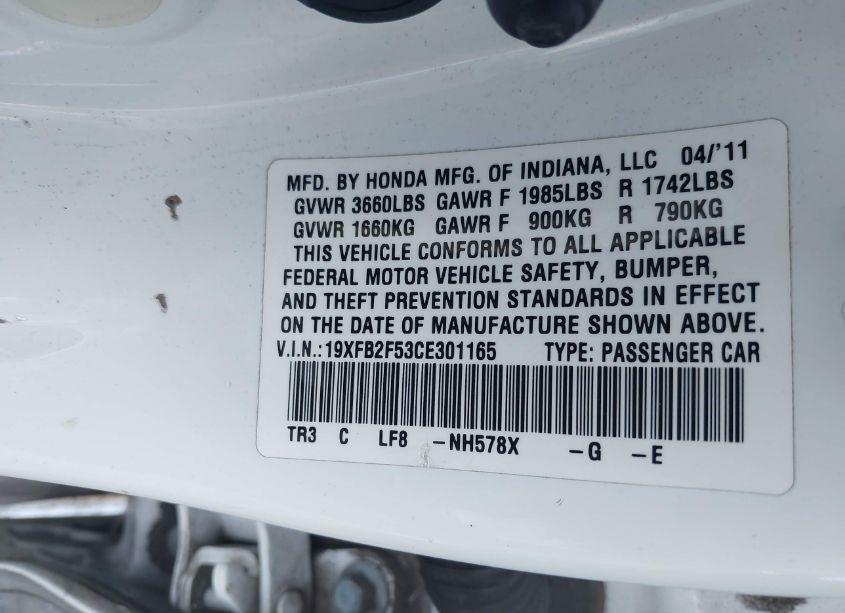 MFD. BY HONDA MFG. OF INDIANA, LLC 04/'11
GVWR 3660LBS GAWR F 1985LBS R 1742LBS
GVWR 1660KG GAWR F 900KG R 790KG
THIS VEHICLE CONFORMS TO ALL APPLICABLE
FEDERAL MOTOR VEHICLE SAFETY, BUMPER,
AND THEFT PREVENTION STANDARDS IN EFFECT
ON THE DATE OF MANUFACTURE SHOWN ABOVE.
V.I.N.:19XFB2F53CE301165 TYPE: PASSENGER CAR
TR3 C LF8 -NH578X -G -E